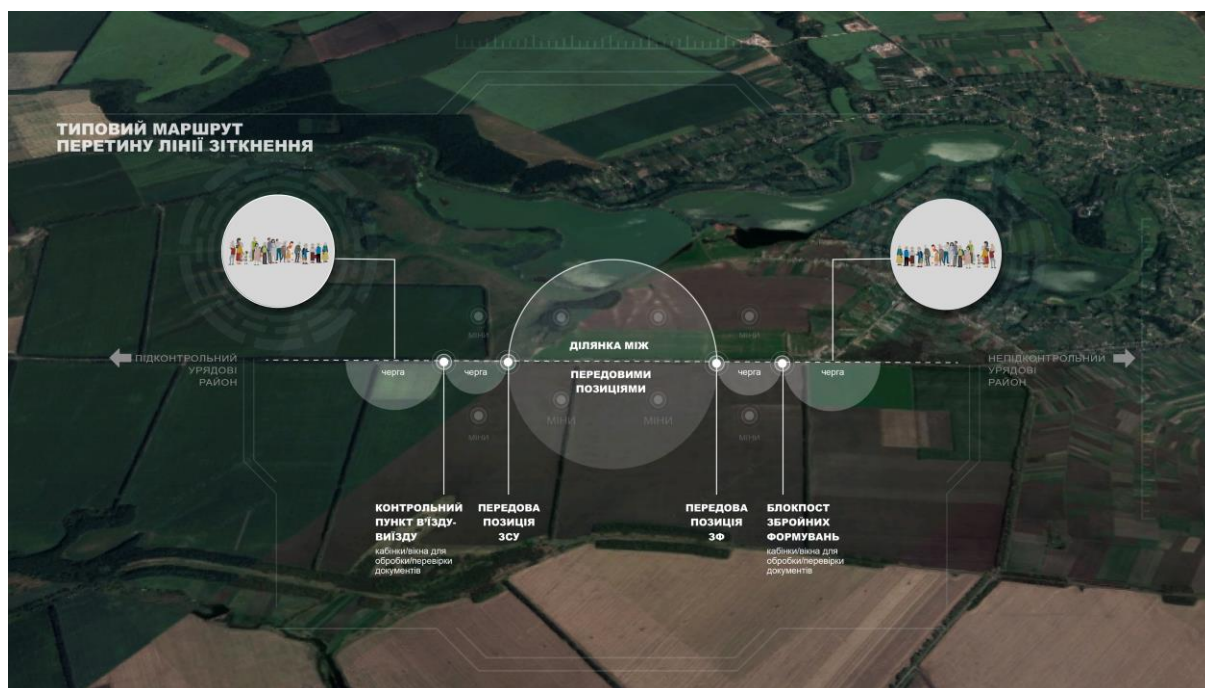 ТИПОВИЙ МАРШРУТ
ПЕРЕТИНУ ЛІНІЇ ЗІТКНЕННЯ
МІНИ
МІНИ
ДІЛЯНКА МІЖ
ПІДКОНТРОЛЬНИЙ
УРЯДОВІ
РАЙОН
НЕПІДКОНТРОЛЬНИЙ
УРЯДОВІ
РАЙОН
черга
черга
ПЕРЕДОВИМИ
ПОЗИЦІЯМИ
черга
черга
МІНИ
МІНИ
МІНИ
МІНИ
КОНТРОЛЬНИЙ
ПУНКТ В'ЇЗДУ-
ВИЇЗДУ
кабінки/вікна для
обробки/перевірки
документів
ПЕРЕДОВА
ПОЗИЦІЯ
ЗСУ
ПЕРЕДОВА
ПОЗИЦІЯ
ЗФ
БЛОКПОСТ
ЗБРОЙНИХ
ФОРМУВАНЬ
кабінки/вікна для
обробки/перевірки
документів